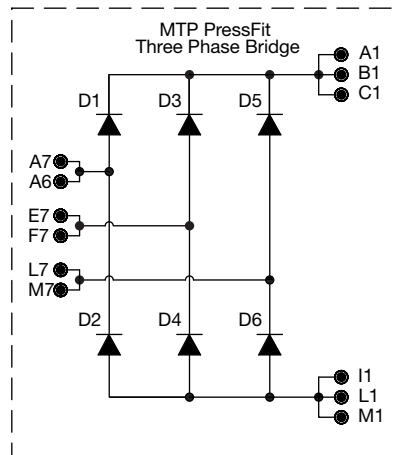 MTP PressFit
Three Phase Bridge
A1
B1
C1
D1 D3 D5
A7
A6
E7
F7
L7
M7
D2 D4 D6
I1
L1
M1